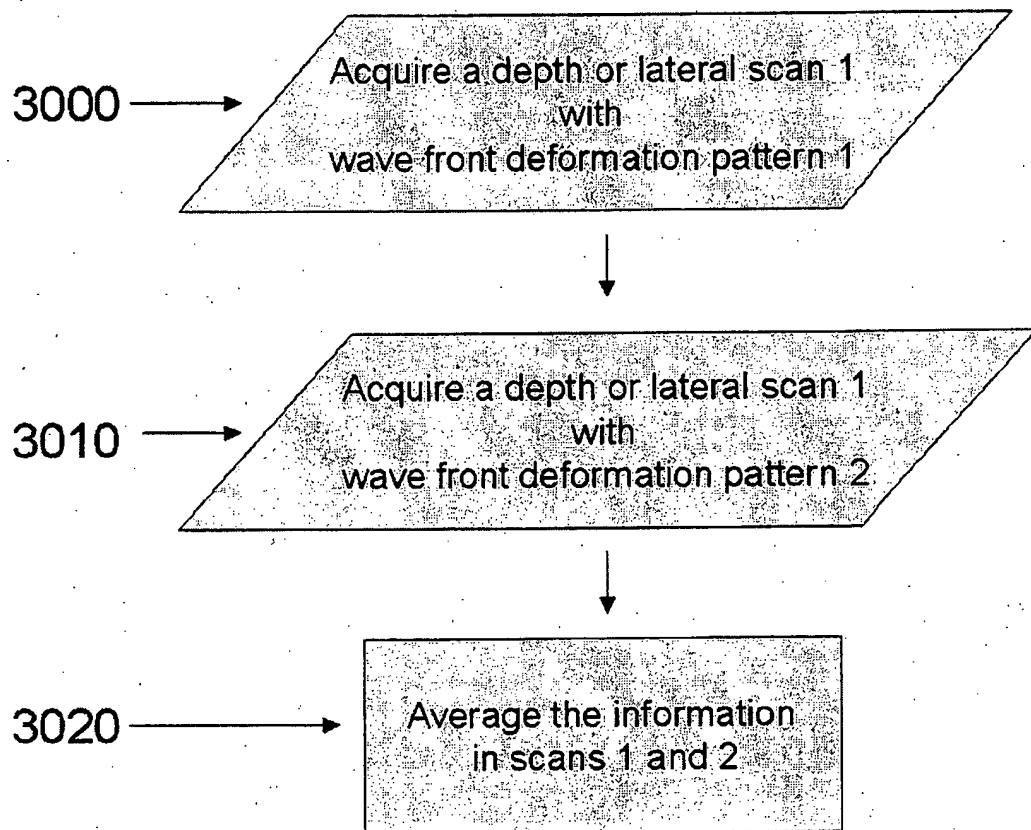 3000
Acquire a depth or lateral scan 1
with
wave front deformation pattern 1
3010
Acquire a depth or lateral scan 1
with
wave front deformation pattern 2
3020
Average the information
in scans 1 and 2